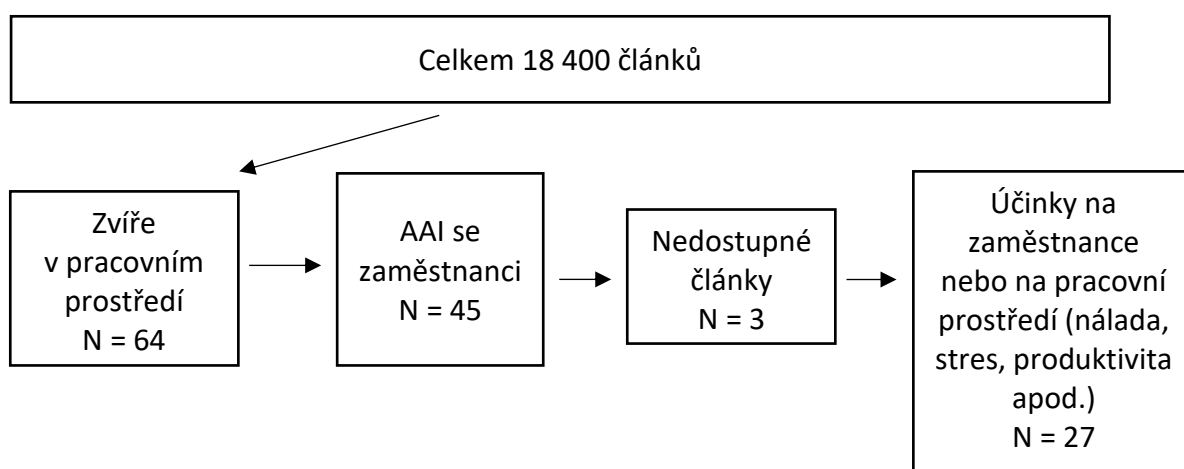 Celkem 18 400 článků
Zvíře
v pracovním
prostředí
N = 64
AAI se
zaměstnanci
N = 45
Nedostupné
články
N = 3
Účinky na
zaměstnance
nebo na pracovní
prostředí (nálada,
stres, produktivita
apod.)
N = 27